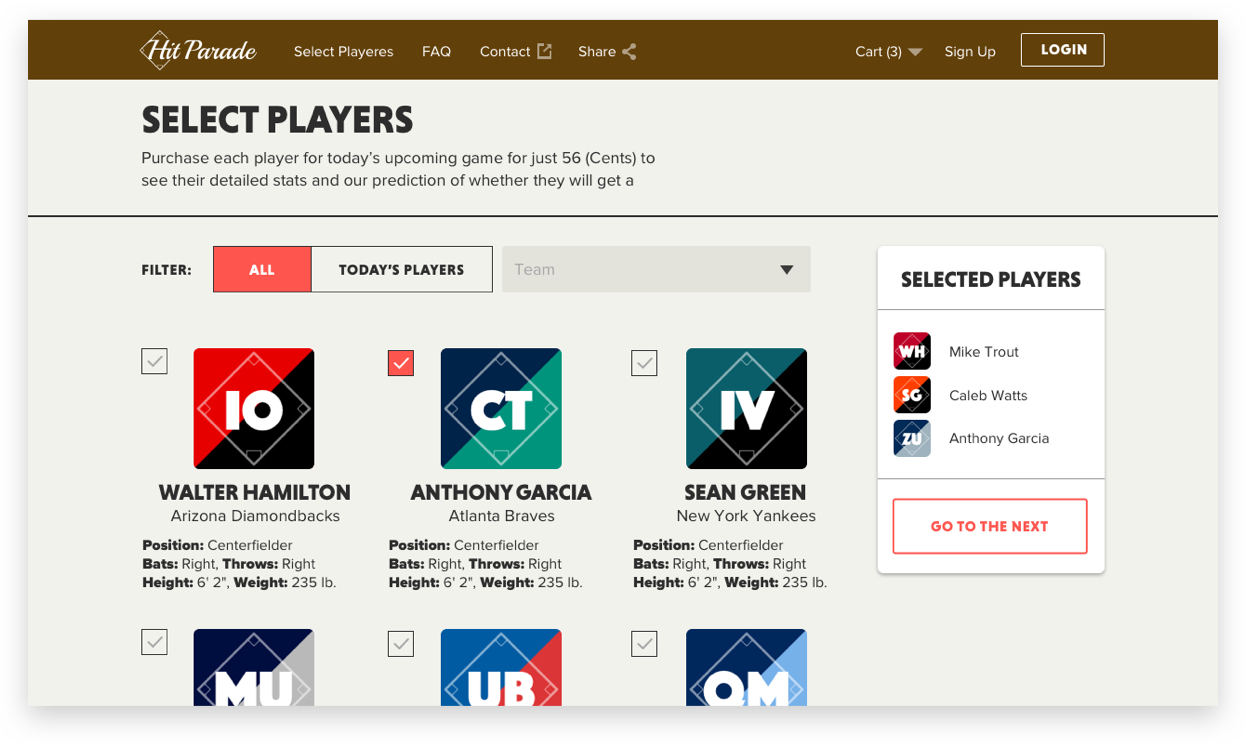 Hit Parade Select Playeres FAQ Contact Share Cart (3) Sign Up LOGIN
SELECT PLAYERS
Purchase each player for today's upcoming game for just 56 (Cents) to
see their detailed stats and our prediction of whether they will get a
FILTER: ALL TODAY'S PLAYERS Team
IO
WALTER HAMILTON
Arizona Diamondbacks
Position: Centerfielder
Bats: Right, Throws: Right
Height: 6' 2", Weight: 235 lb.
CT
ANTHONY GARCIA
Atlanta Braves
Position: Centerfielder
Bats: Right, Throws: Right
Height: 6' 2", Weight: 235 lb.
IV
SEAN GREEN
New York Yankees
Position: Centerfielder
Bats: Right, Throws: Right
Height: 6' 2", Weight: 235 lb.
MU
UB
OM
SELECTED PLAYERS
WH Mike Trout
SG Caleb Watts
ZU Anthony Garcia
GO TO THE NEXT